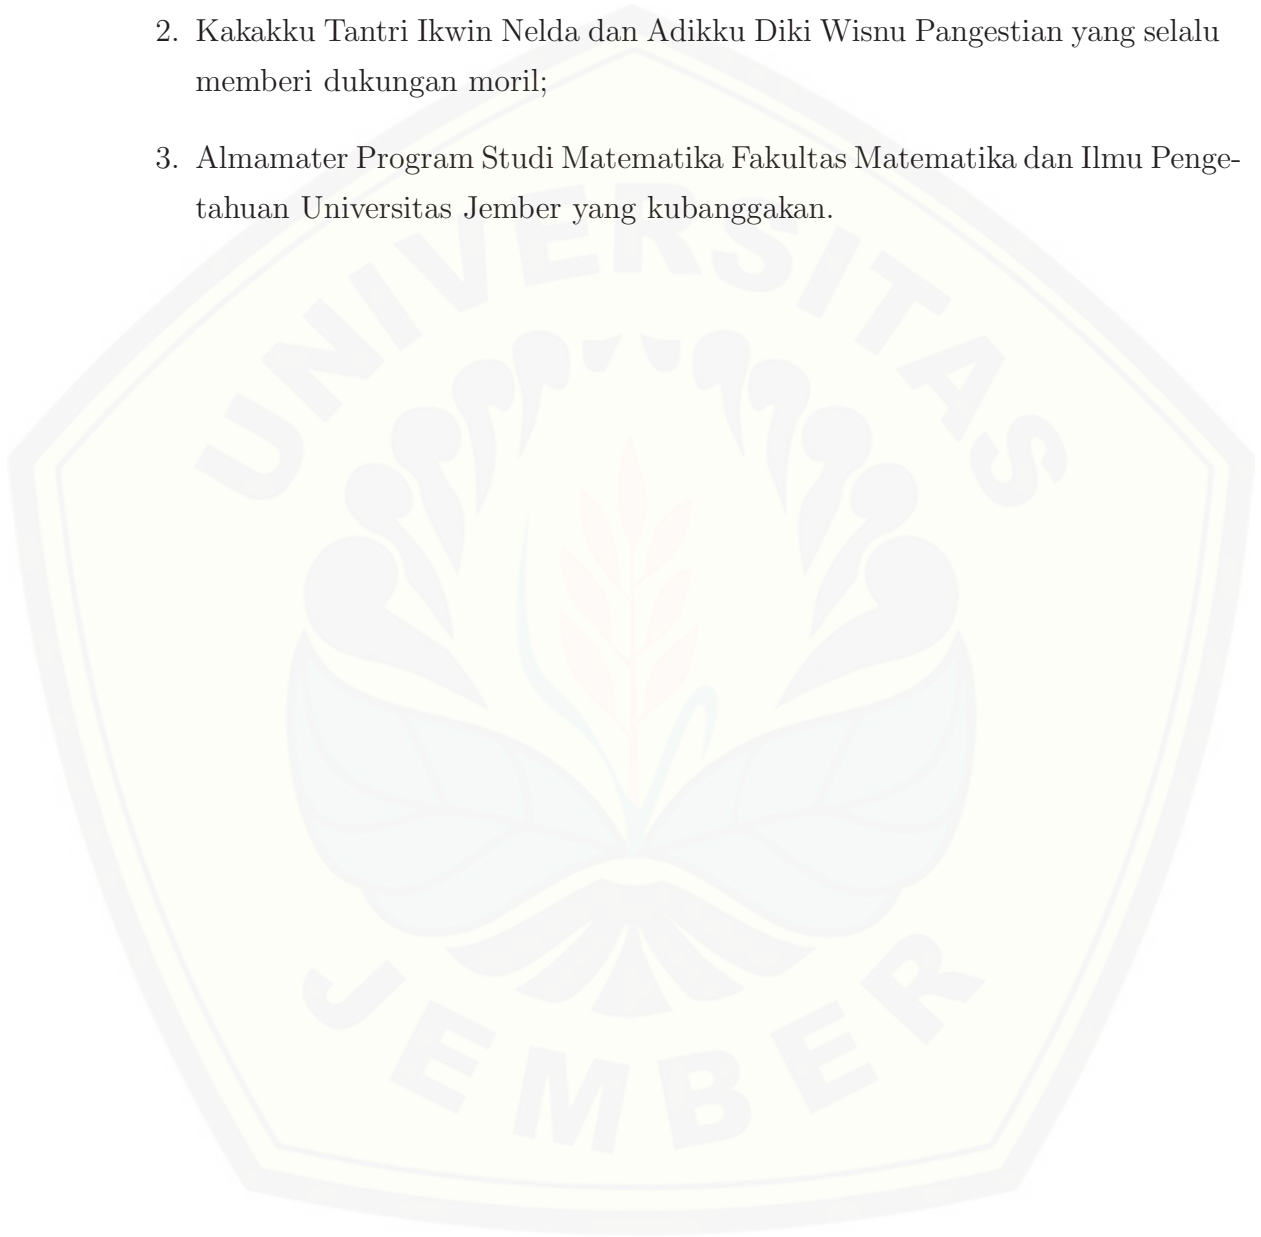 2. Kakakku Tantri Ikwin Nelda dan Adikku Diki Wisnu Pangestian yang selalu
memberi dukungan moril;
3. Almamater Program Studi Matematika Fakultas Matematika dan Ilmu Penge-
tahuan Universitas Jember yang kubanggakan.
UNIVERSITAS
JEMBER